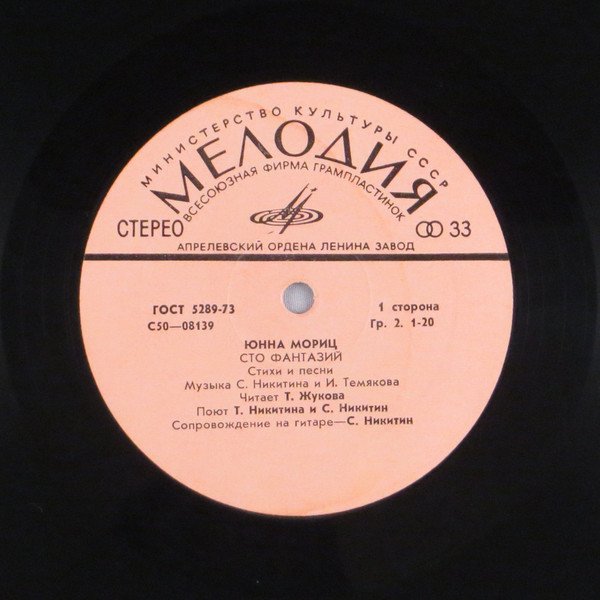 МИНИСТЕРСТВО КУЛЬТУРЫ СССР
МЕЛОДИЯ
ВСЕСОЮЗНАЯ ФИРМА ГРАМПЛАСТИНОК
СТЕРЕО 33
АПРЕЛЕВСКИЙ ОРДЕНА ЛЕНИНА ЗАВОД
ГОСТ 5289-73 1 сторона
С50—08139 Гр. 2. 1-20
ЮННА МОРИЦ
СТО ФАНТАЗИЙ
Стихи и песни
Музыка С. Никитина и И. Темякова
Читает Т. Жукова
Поют Т. Никитина и С. Никитин
Сопровождение на гитаре—С. Никитин